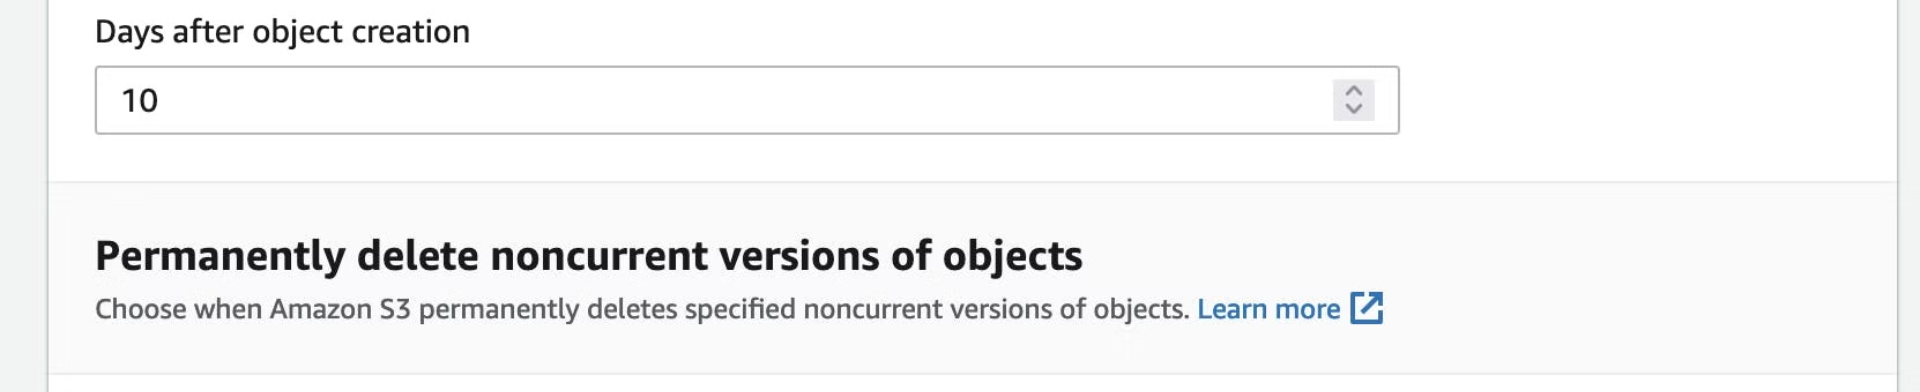 Days after object creation
10
Permanently delete noncurrent versions of objects
Choose when Amazon S3 permanently deletes specified noncurrent versions of objects. Learn more